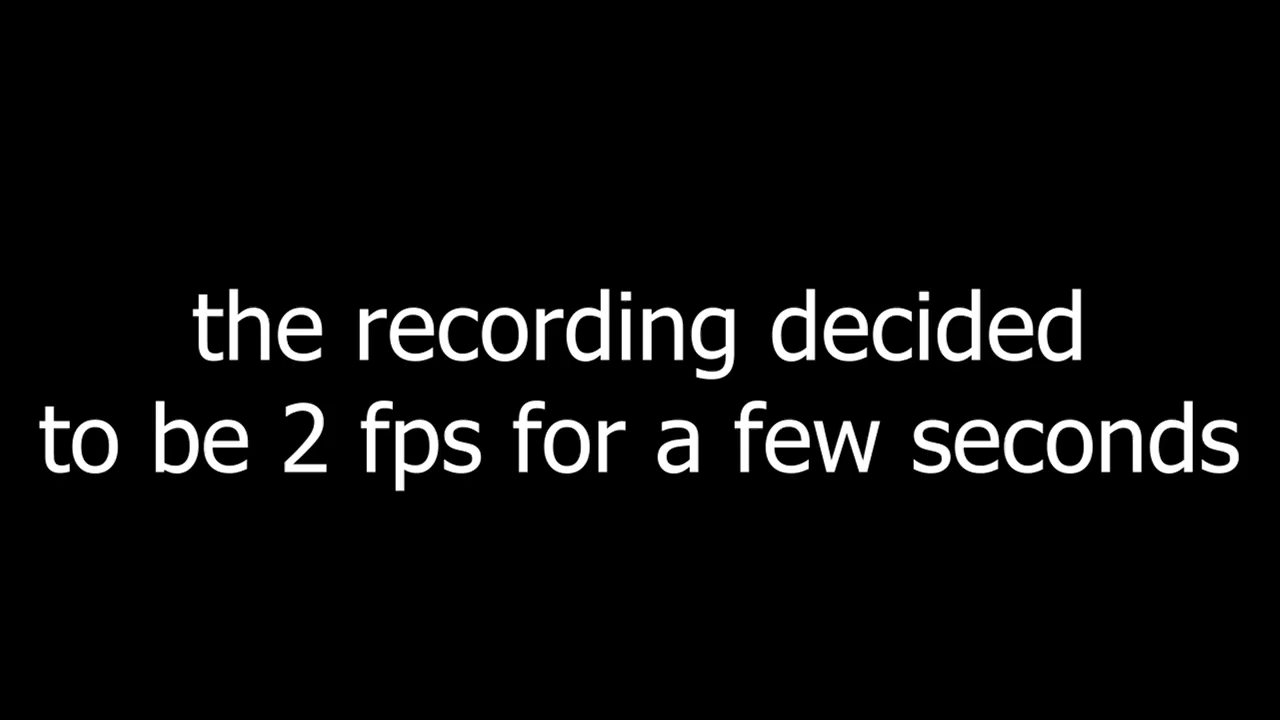 the recording decided
to be 2 fps for a few seconds